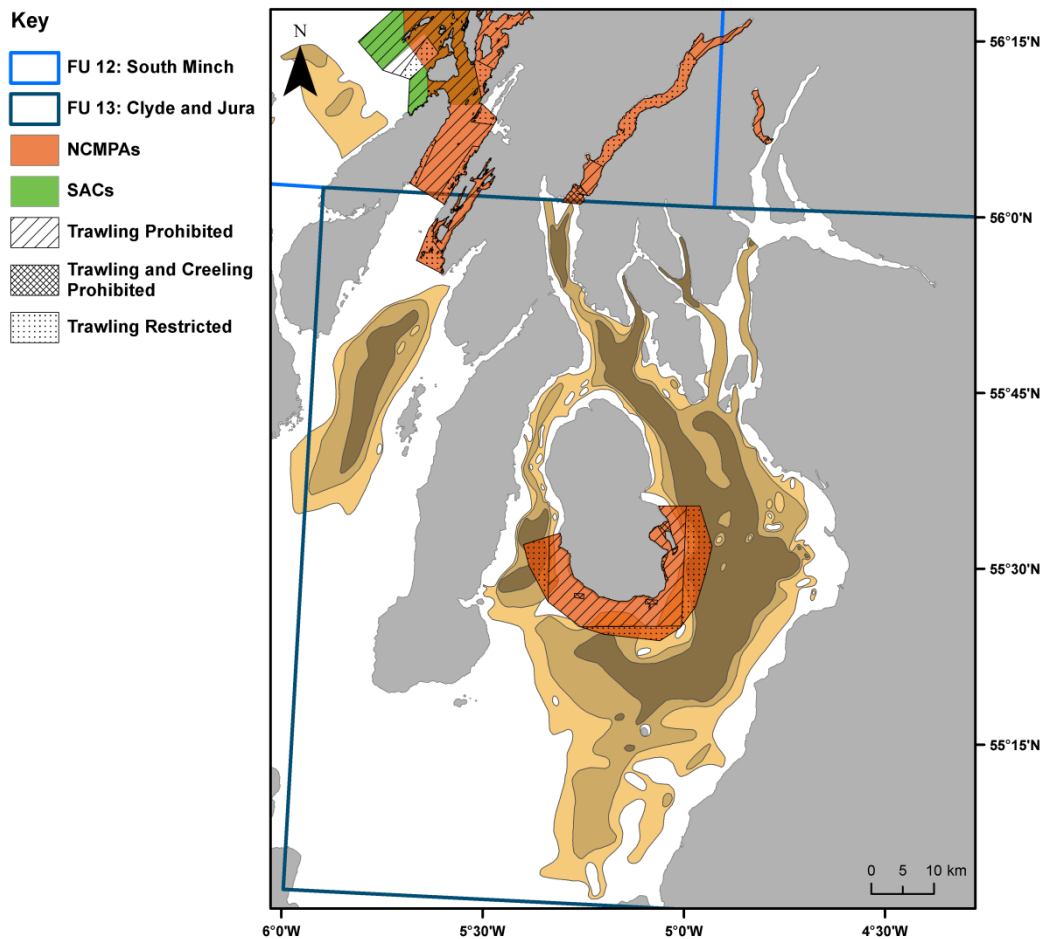 Key
FU 12: South Minch
FU 13: Clyde and Jura
NCMPAs
SACs
Trawling Prohibited
Trawling and Creeling
Prohibited
Trawling Restricted
N
56°15'N
56°0'N
55°45'N
55°30'N
55°15'N
0 5 10 km
6°0'W 5°30'W 5°0'W 4°30'W